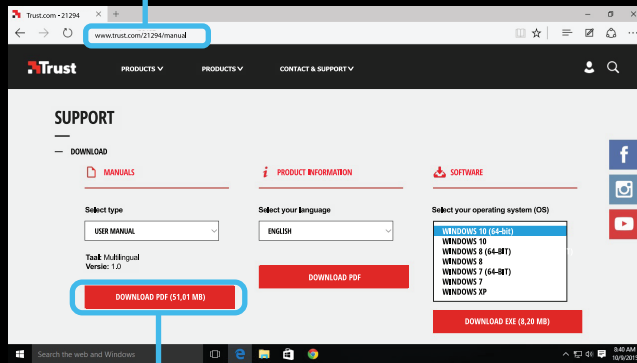 Trust.com - 21294
www.trust.com/21294/manual
Trust
PRODUCTS
PRODUCTS
CONTACT & SUPPORT
SUPPORT
DOWNLOAD
MANUALS
Select type
USER MANUAL
Taal: Multilingual
Versie: 1.0
DOWNLOAD PDF (51,01 MB)
PRODUCT INFORMATION
Select your language
ENGLISH
DOWNLOAD PDF
SOFTWARE
Select your operating system (OS)
WINDOWS 10 (64-bit)
WINDOWS 10
WINDOWS 8 (64-BIT)
WINDOWS 8
WINDOWS 7 (64-BIT)
WINDOWS 7
WINDOWS XP
DOWNLOAD EXE (8,20 MB)
Search the web and Windows
8:40 AM
10/9/2015